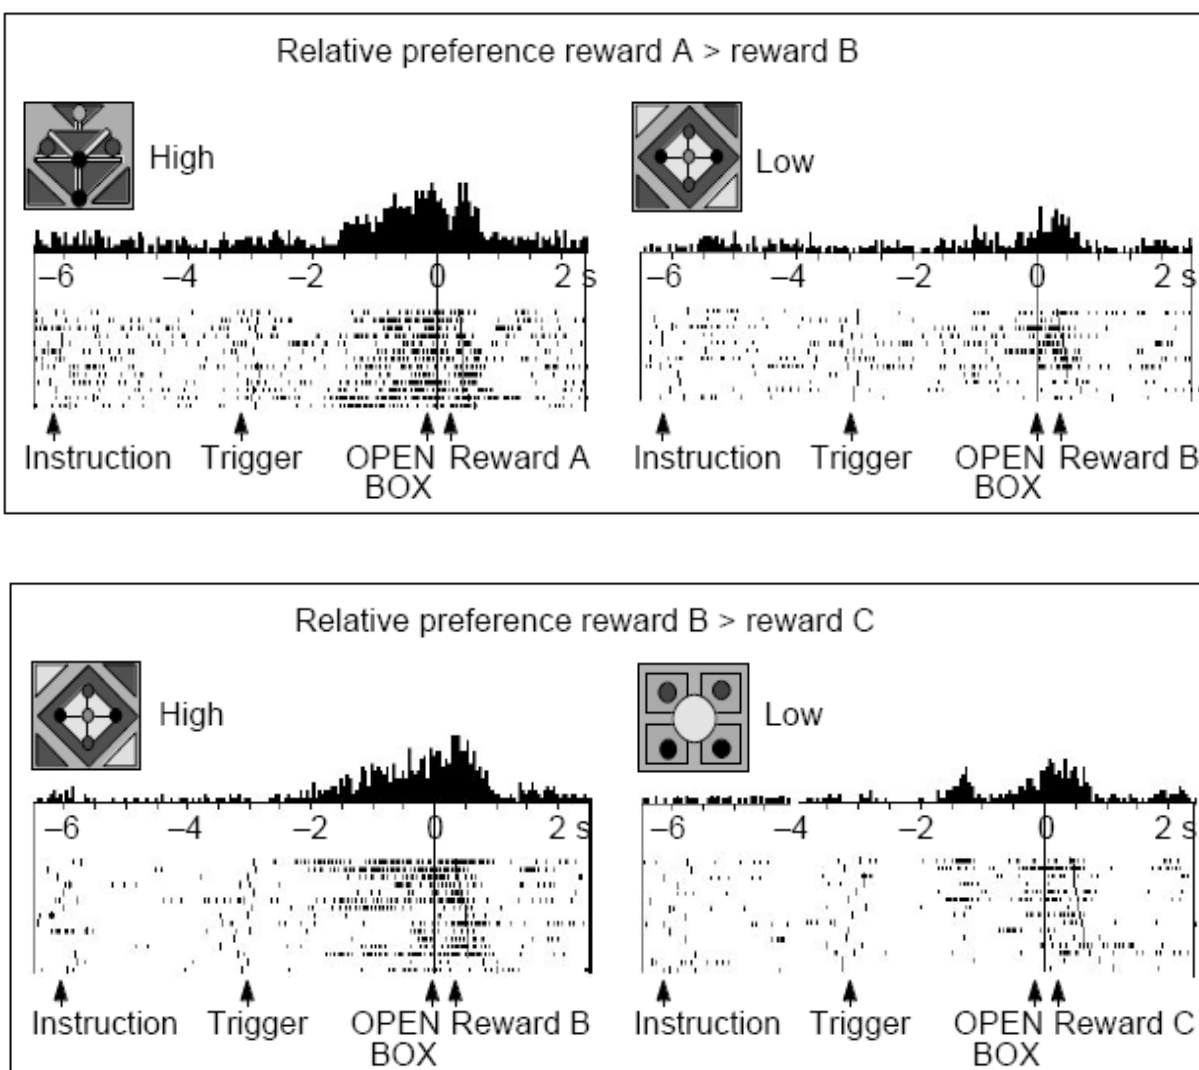 Relative preference reward A > reward B
High
Low
–6 –4 –2 0 2 s
–6 –4 –2 0 2 s
Instruction Trigger OPEN BOX Reward A
Instruction Trigger OPEN BOX Reward B
Relative preference reward B > reward C
High
Low
–6 –4 –2 0 2 s
–6 –4 –2 0 2 s
Instruction Trigger OPEN BOX Reward B
Instruction Trigger OPEN BOX Reward C